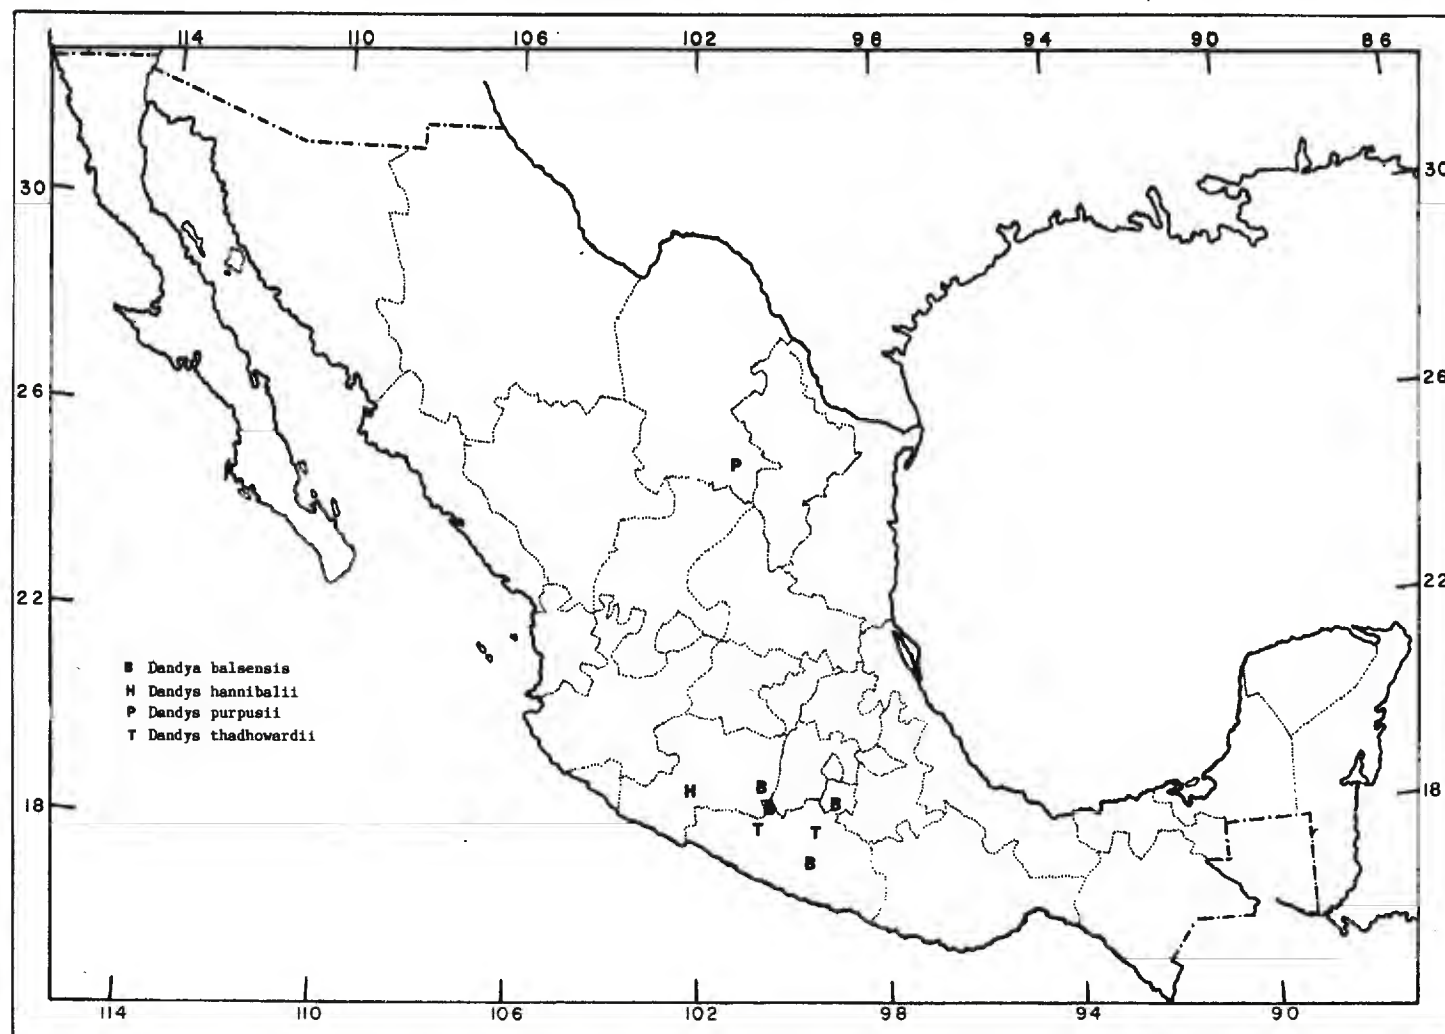 114 110 106 102 98 94 90 86
30 30
26 26
P
22 22
B Dandya balsensis
H Dandys hannibalii
P Dandys purpusii
T Dandys thadhowardii
18 H B B 18
T T
B
114 110 106 102 98 94 90